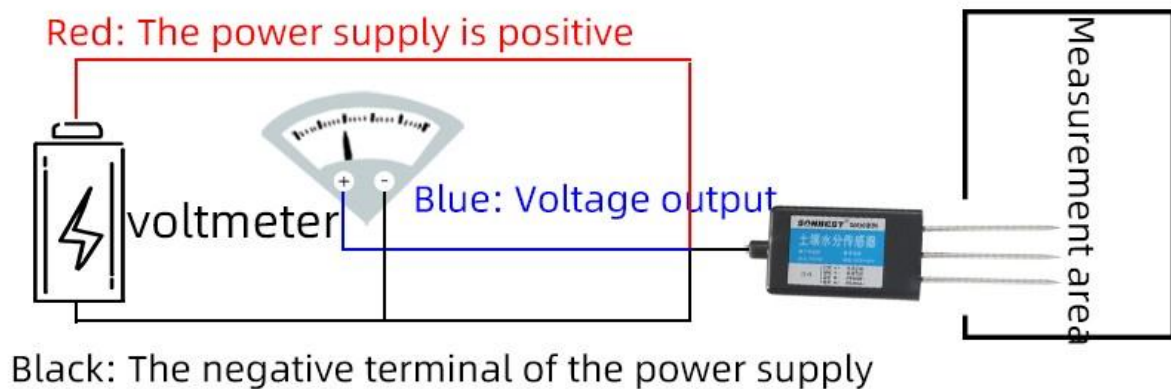 Red: The power supply is positive
+ -
voltmeter
Blue: Voltage output
SONBEST
土壤水分传感器
Measurement area
Black: The negative terminal of the power supply